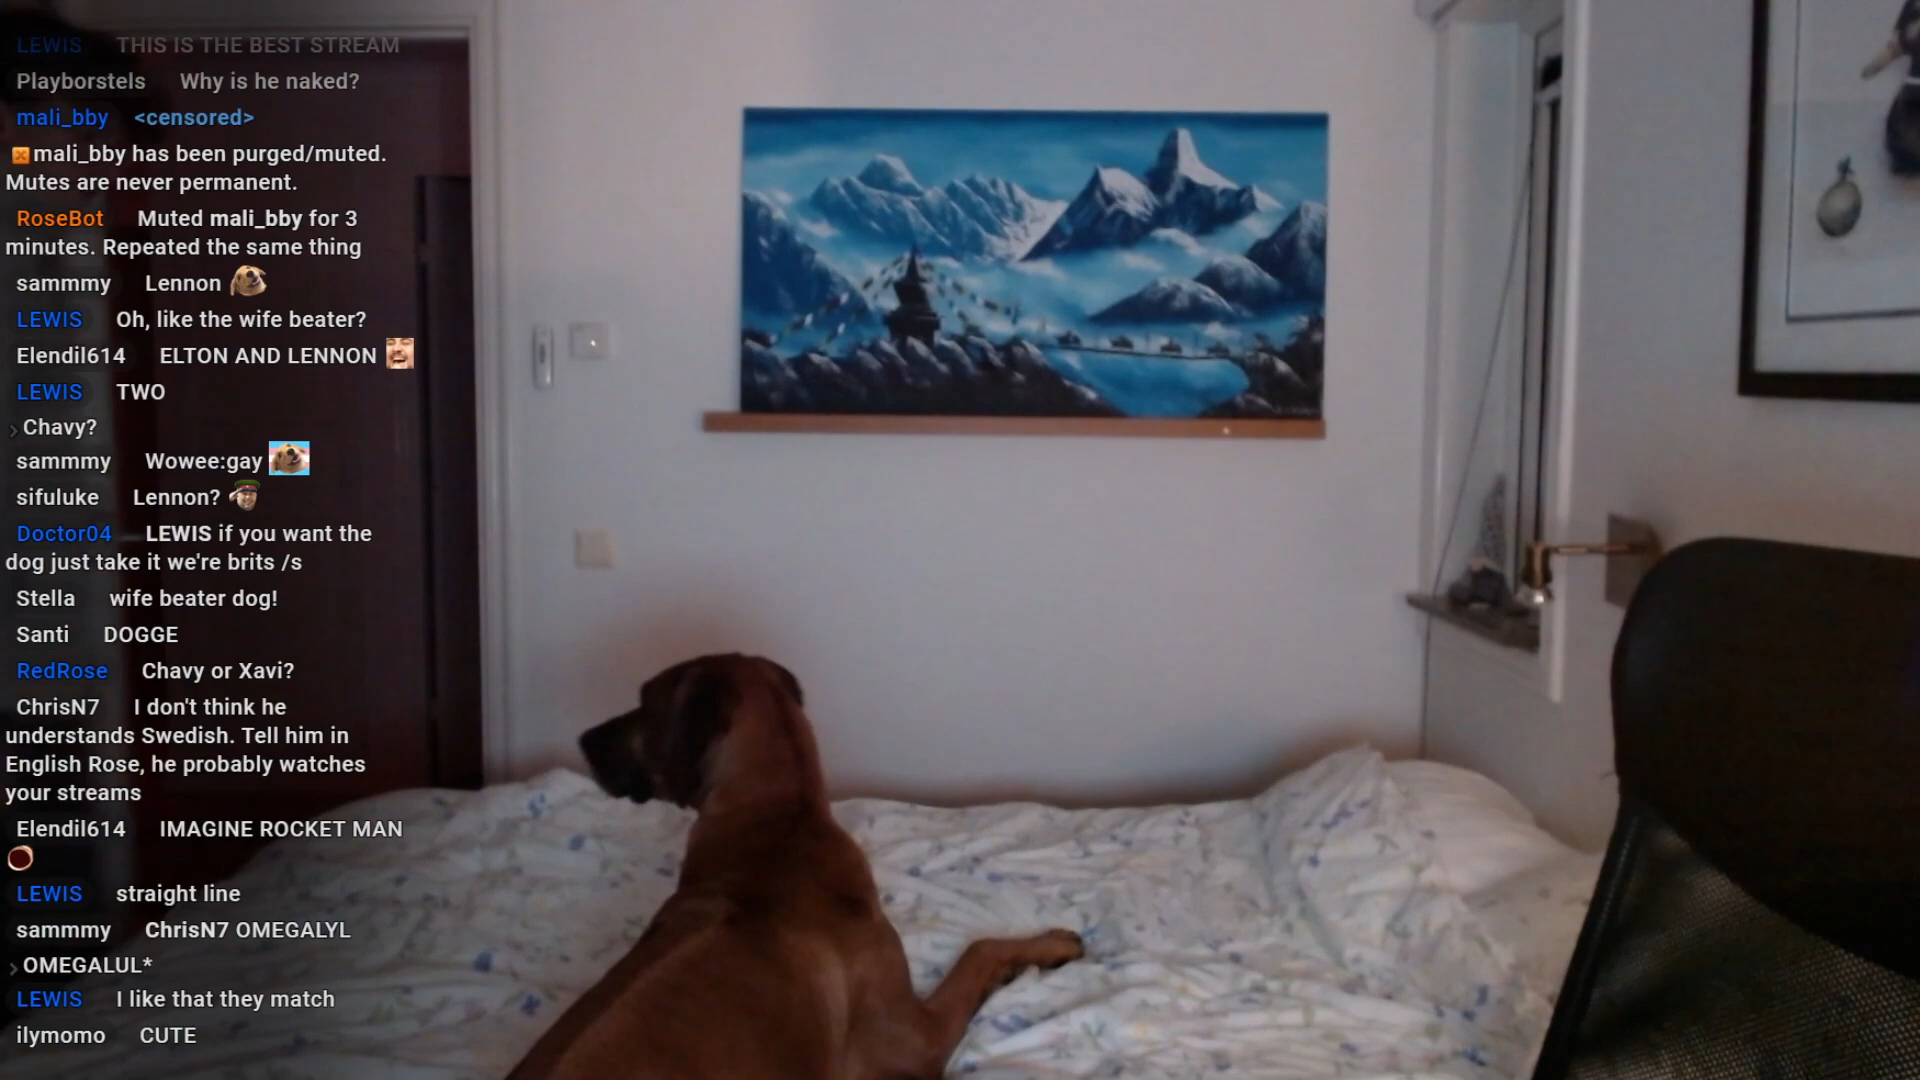 LEWIS THIS IS THE BEST STREAM
Playborstels Why is he naked?
mali_bby <censored>
mali_bby has been purged/muted.
Mutes are never permanent.
RoseBot Muted mali_bby for 3
minutes. Repeated the same thing
sammmy Lennon
LEWIS Oh, like the wife beater?
Elendil614 ELTON AND LENNON
LEWIS TWO
Chavy?
sammmy Wowee:gay
sifuluke Lennon?
Doctor04 LEWIS if you want the
dog just take it we're brits /s
Stella wife beater dog!
Santi DOGGE
RedRose Chavy or Xavi?
ChrisN7 I don't think he
understands Swedish. Tell him in
English Rose, he probably watches
your streams
Elendil614 IMAGINE ROCKET MAN
LEWIS straight line
sammmy ChrisN7 OMEGALYL
OMEGALUL*
LEWIS I like that they match
ilymomo CUTE